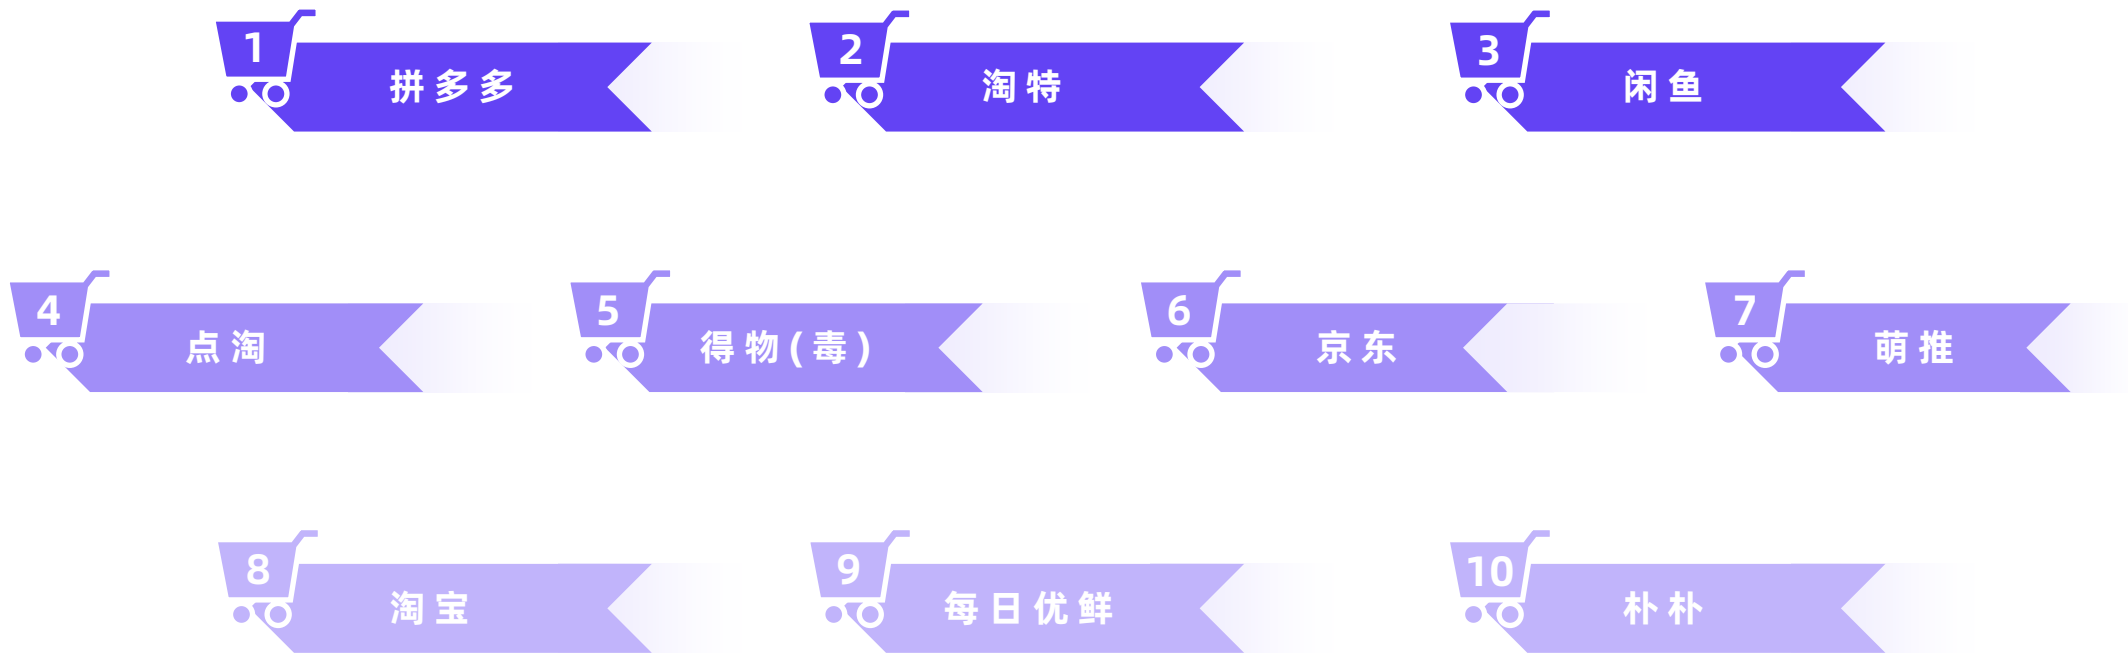 1 拼多多
2 淘特
3 闲鱼
4 点淘
5 得物(毒)
6 京东
7 萌推
8 淘宝
9 每日优鲜
10 朴朴